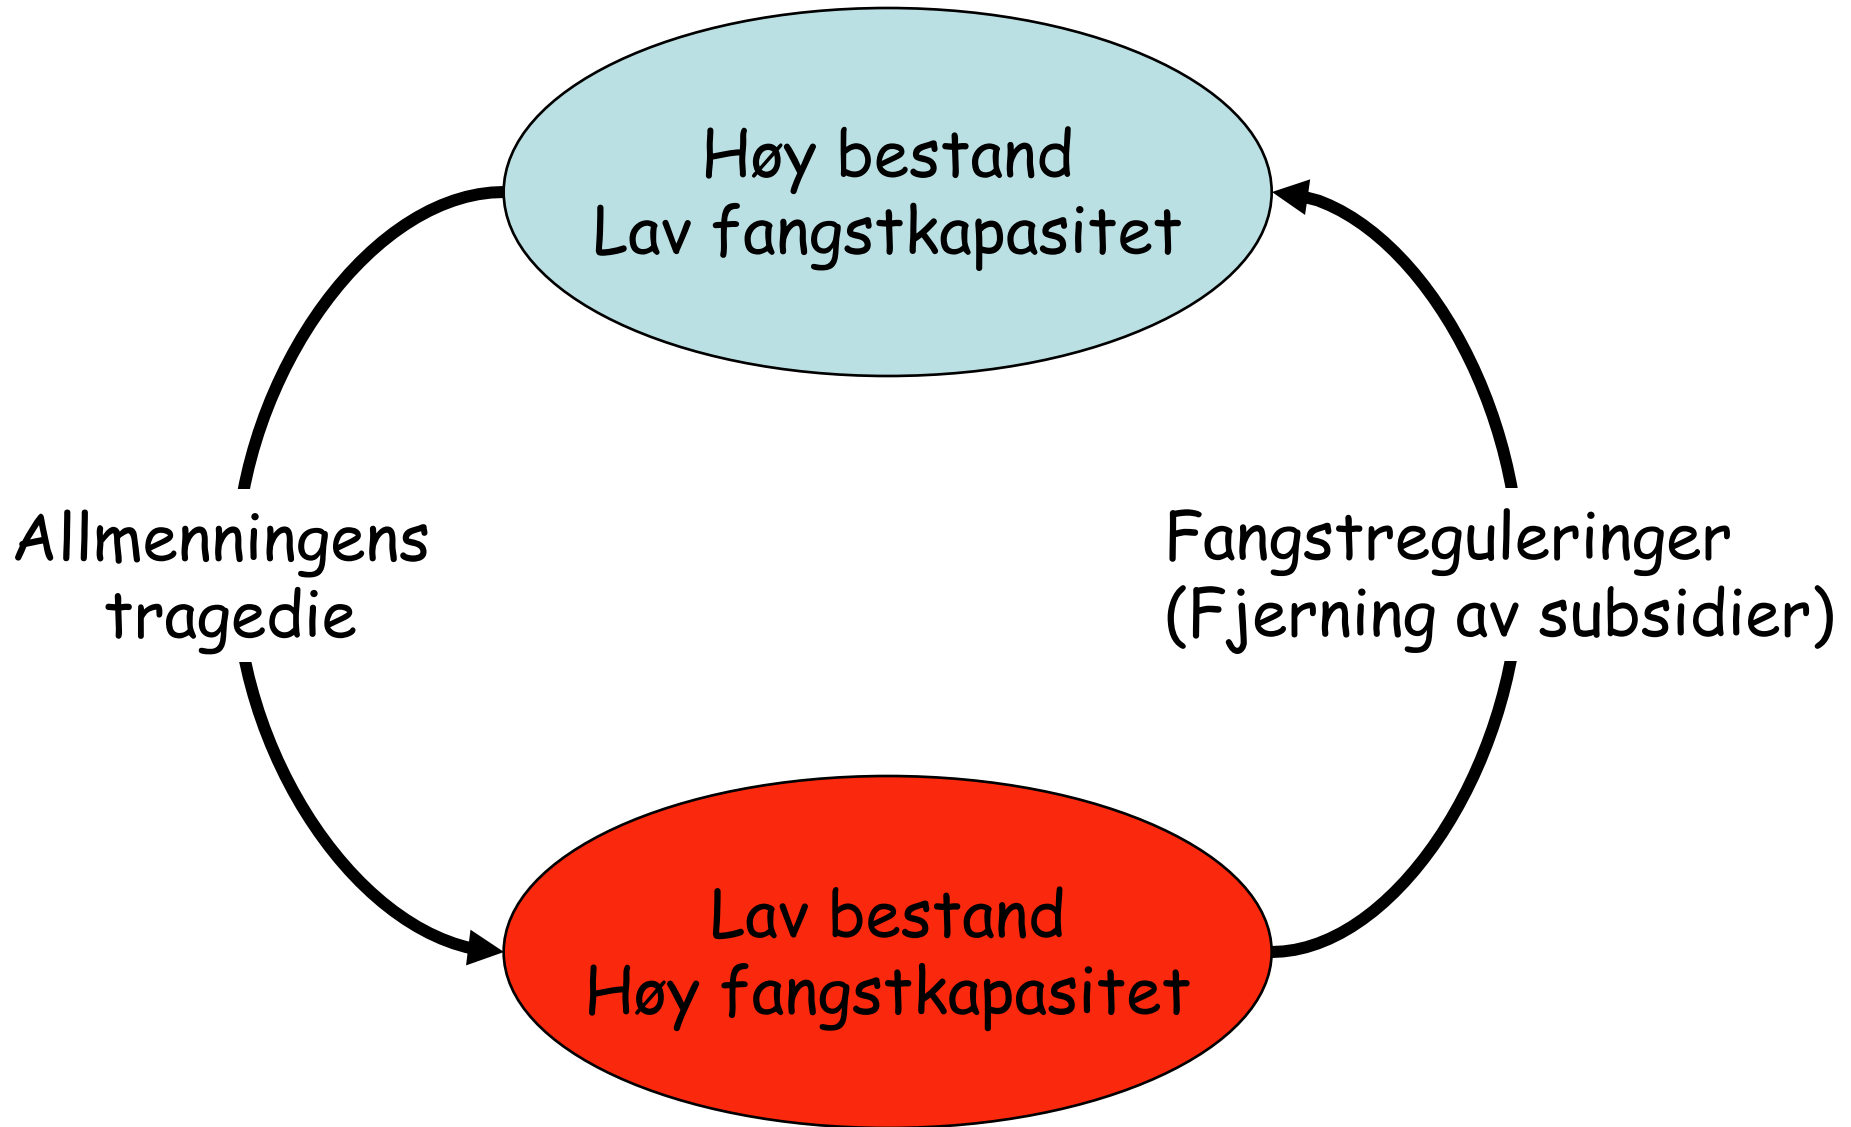 Høy bestand
Lav fangstkapasitet
Allmenningens
tragedie
Fangstreguleringer
(Fjerning av subsidier)
Lav bestand
Høy fangstkapasitet